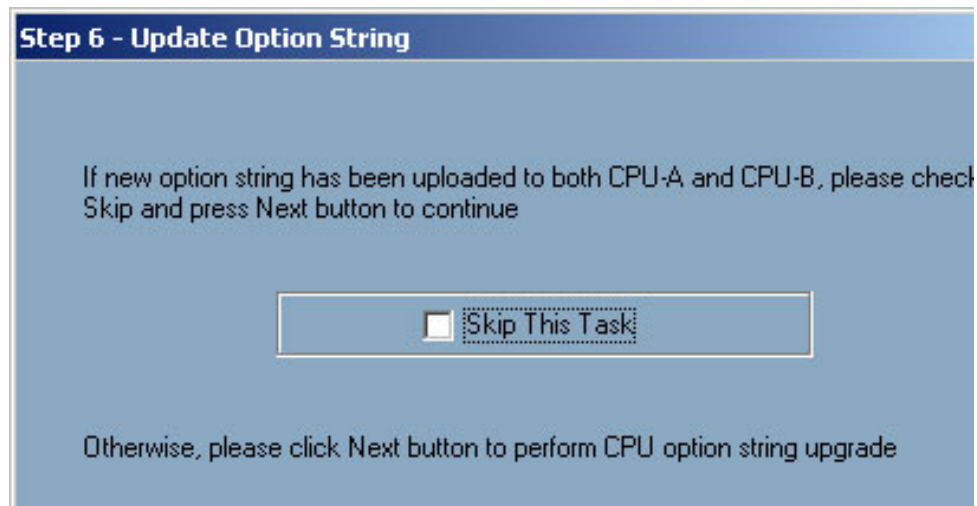 Step 6 - Update Option String
If new option string has been uploaded to both CPU-A and CPU-B, please check
Skip and press Next button to continue
Skip This Task
Otherwise, please click Next button to perform CPU option string upgrade